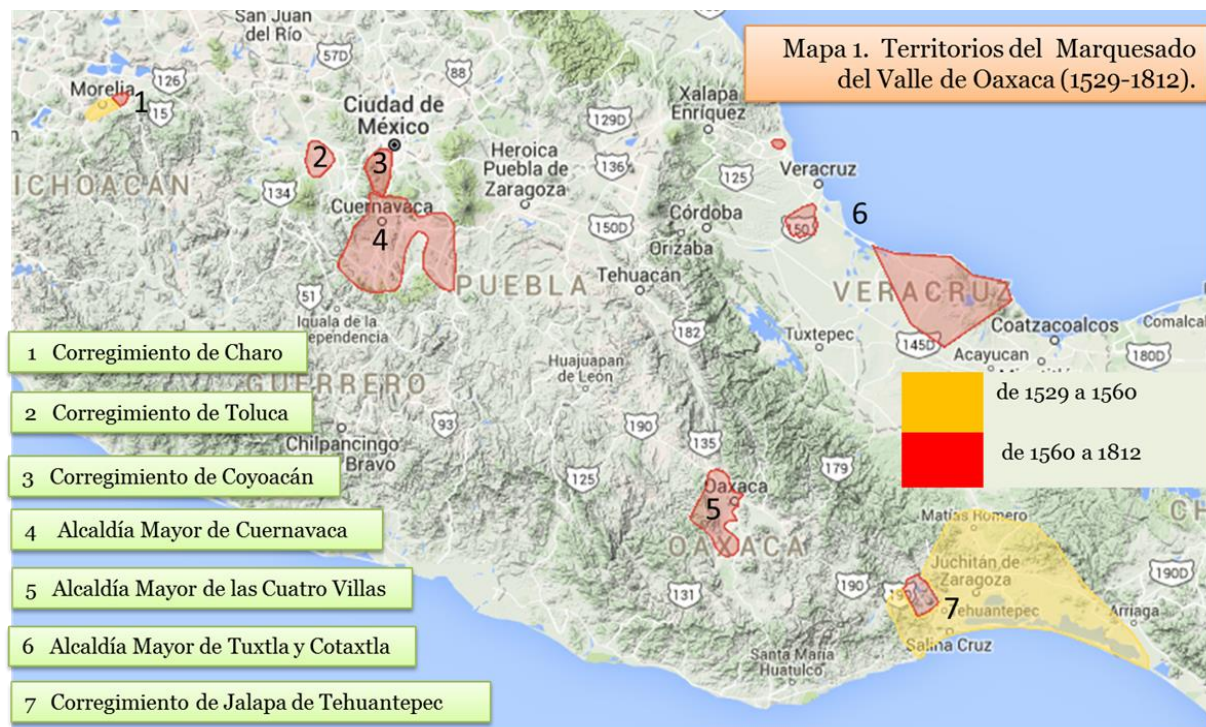 Mapa 1. Territorios del Marquesado
del Valle de Oaxaca (1529-1812).
San Juan
del Río
57D
88
126
Morelia
1
15
Ciudad de
México
Xalapa
Enríquez
129D
2
3
Heroica
Puebla de
Zaragoza
136
125
Veracruz
ICHOACÁN
134
Cuernavaca
4
150D
Córdoba
150
6
Orizaba
Tehuacán
PUEBLA
VERACRUZ
51
Iguala de la
ependencia
182
Tuxtepec
145D
Coatzacoalcos
Comalcal
Acayucan
180D
1 Corregimiento de Charo
Huajuapan
de León
GUERRERO
de 1529 a 1560
2 Corregimiento de Toluca
93
190
135
Chilpancingo
Bravo
de 1560 a 1812
3 Corregimiento de Coyoacán
125
179
Oaxaca
5
4 Alcaldía Mayor de Cuernavaca
OAXACA
Matías Romero
CH
Juchitán de
Zaragoza
190D
5 Alcaldía Mayor de las Cuatro Villas
131
190
7
Tehuantepec
Arriaga
6 Alcaldía Mayor de Tuxtla y Cotaxtla
Salina Cruz
Santa María
Huatulco
7 Corregimiento de Jalapa de Tehuantepec